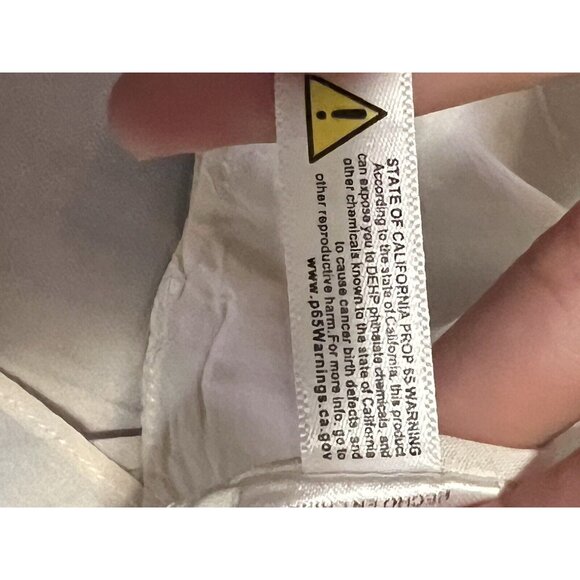 STATE OF CALIFORNIA PROP 65 WARNING
According to the state of California, this product
can expose you to DEHP phthalate chemicals, and
other chemicals known to the state of California
to cause cancer birth defects, and
other reproductive harm. For more info, go to
www.p65Warnings.ca.gov
HECHO EN